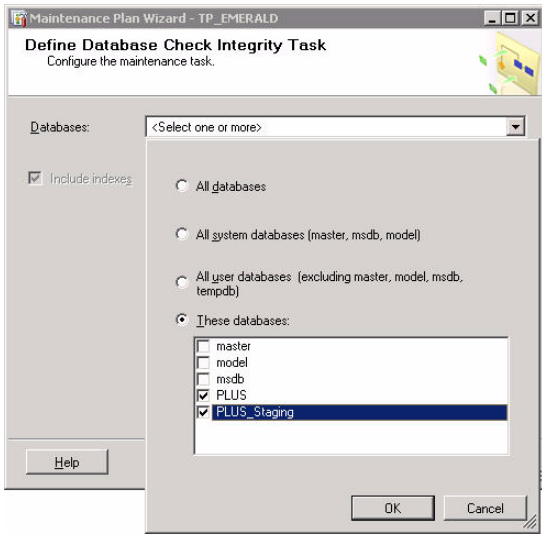 Maintenance Plan Wizard - TP_EMERALD
Define Database Check Integrity Task
Configure the maintenance task.
Databases:
<Select one or more>
Include indexes
All databases
All system databases (master, msdb, model)
All user databases (excluding master, model, msdb,
tempdb)
These databases:
master
model
msdb
PLUS
PLUS_Staging
Help
OK
Cancel